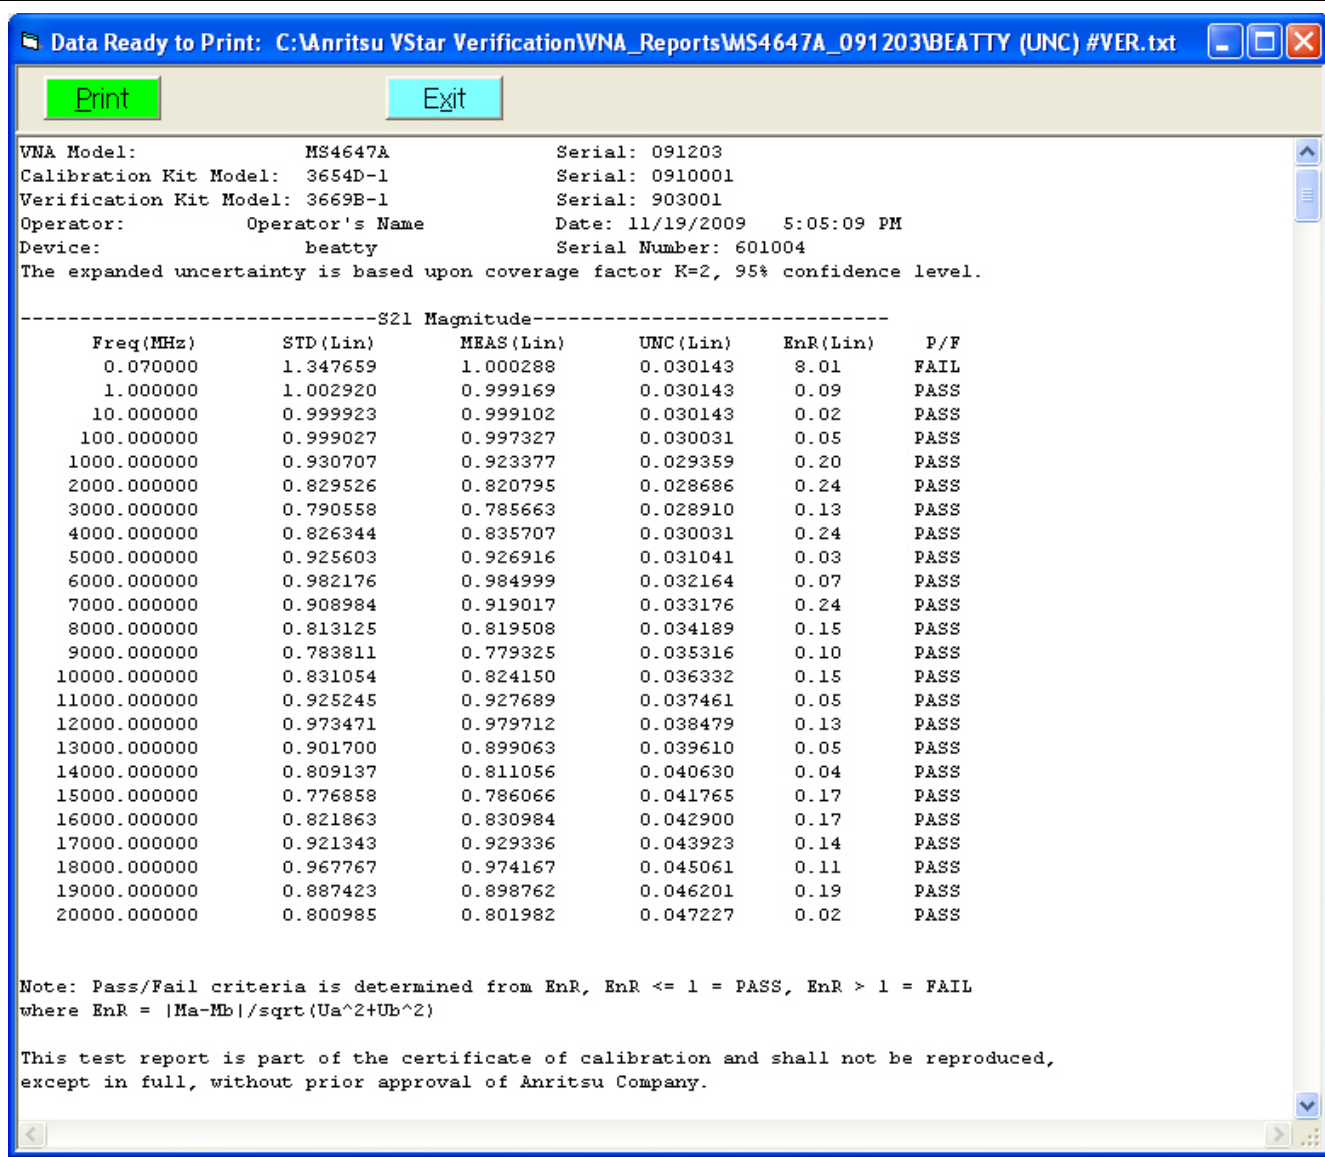 Data Ready to Print: C:\Anritsu VStar Verification\VNA_Reports\MS4647A_091203\BEATTY (UNC) #VER.txt
Print Exit
VNA Model: MS4647A Serial: 091203
Calibration Kit Model: 3654D-1 Serial: 0910001
Verification Kit Model: 3669B-1 Serial: 903001
Operator: Operator's Name Date: 11/19/2009 5:05:09 PM
Device: beatty Serial Number: 601004
The expanded uncertainty is based upon coverage factor K=2, 95% confidence level.
------------------------------S21 Magnitude------------------------------
Freq(MHz) STD(Lin) MEAS(Lin) UNC(Lin) EnR(Lin) P/F
0.070000 1.347659 1.000288 0.030143 8.01 FAIL
1.000000 1.002920 0.999169 0.030143 0.09 PASS
10.000000 0.999923 0.999102 0.030143 0.02 PASS
100.000000 0.999027 0.997327 0.030031 0.05 PASS
1000.000000 0.930707 0.923377 0.029359 0.20 PASS
2000.000000 0.829526 0.820795 0.028686 0.24 PASS
3000.000000 0.790558 0.785663 0.028910 0.13 PASS
4000.000000 0.826344 0.835707 0.030031 0.24 PASS
5000.000000 0.925603 0.926916 0.031041 0.03 PASS
6000.000000 0.982176 0.984999 0.032164 0.07 PASS
7000.000000 0.908984 0.919017 0.033176 0.24 PASS
8000.000000 0.813125 0.819508 0.034189 0.15 PASS
9000.000000 0.783811 0.779325 0.035316 0.10 PASS
10000.000000 0.831054 0.824150 0.036332 0.15 PASS
11000.000000 0.925245 0.927689 0.037461 0.05 PASS
12000.000000 0.973471 0.979712 0.038479 0.13 PASS
13000.000000 0.901700 0.899063 0.039610 0.05 PASS
14000.000000 0.809137 0.811056 0.040630 0.04 PASS
15000.000000 0.776858 0.786066 0.041765 0.17 PASS
16000.000000 0.821863 0.830984 0.042900 0.17 PASS
17000.000000 0.921343 0.929336 0.043923 0.14 PASS
18000.000000 0.967767 0.974167 0.045061 0.11 PASS
19000.000000 0.887423 0.898762 0.046201 0.19 PASS
20000.000000 0.800985 0.801982 0.047227 0.02 PASS
Note: Pass/Fail criteria is determined from EnR, EnR <= 1 = PASS, EnR > 1 = FAIL
where EnR = |Ma-Mb|/sqrt(Ua^2+Ub^2)
This test report is part of the certificate of calibration and shall not be reproduced,
except in full, without prior approval of Anritsu Company.